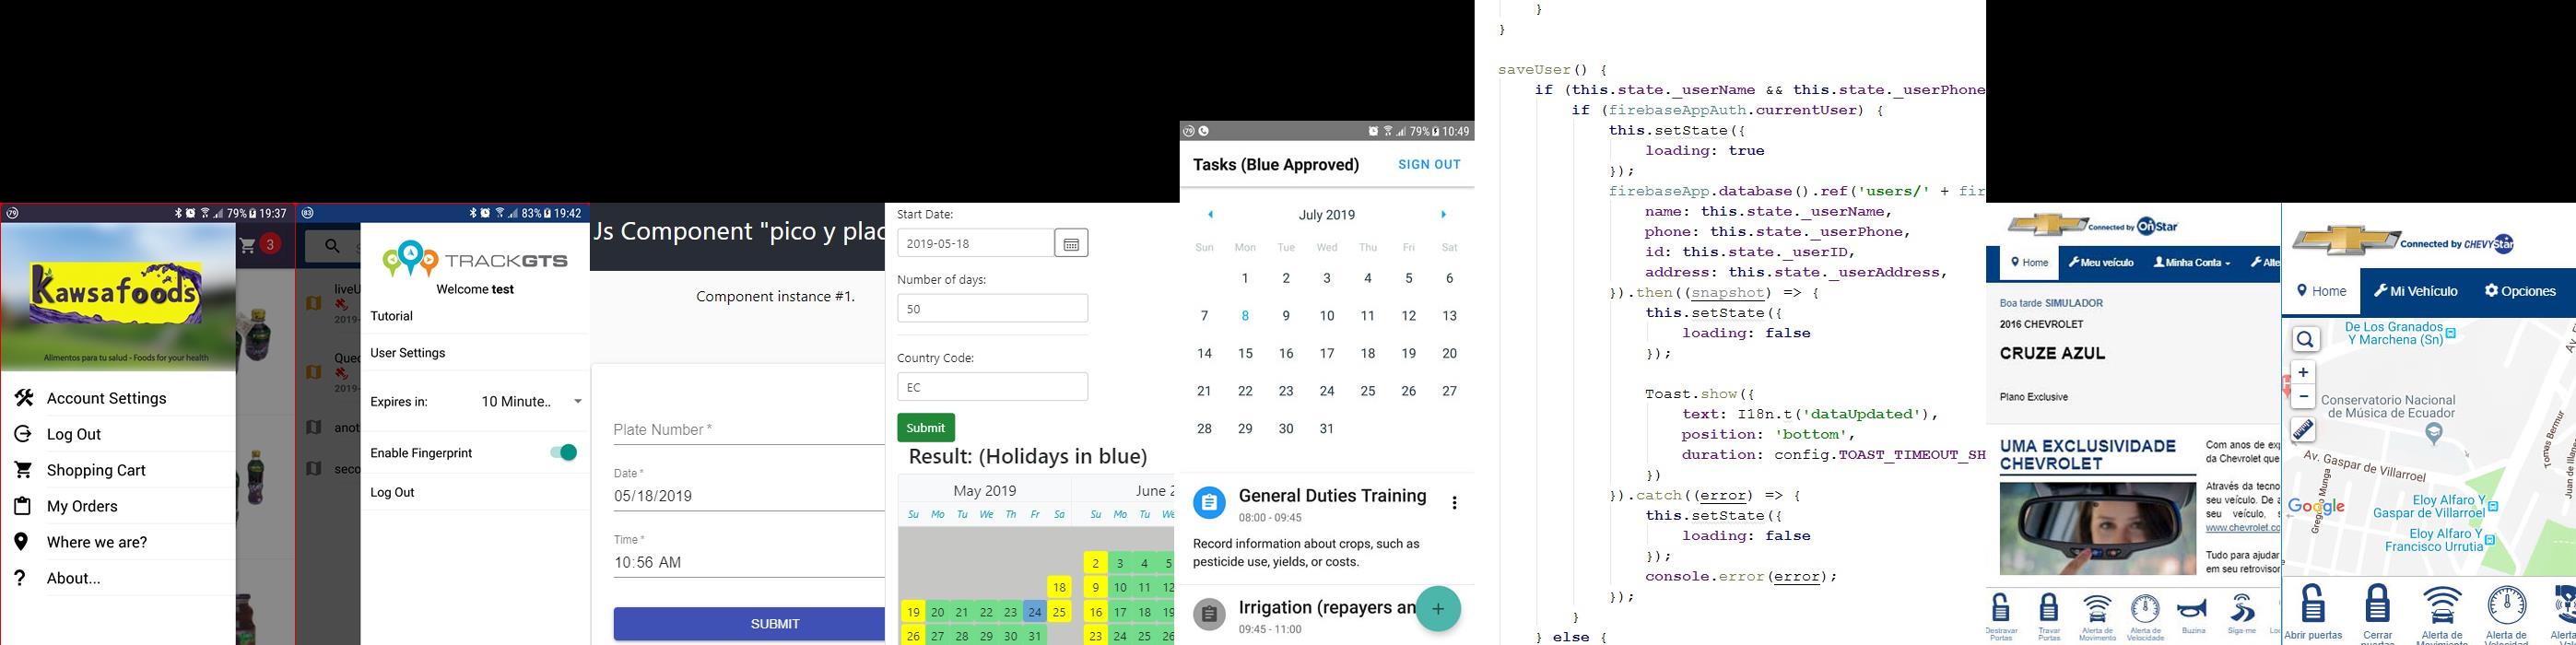 79% 19:37
3
Kawsafoods
Alimentos para tu salud - Foods for your health
Account Settings
Log Out
Shopping Cart
My Orders
Where we are?
About...
83% 19:42
TRACKGTS
Welcome test
Tutorial
User Settings
Expires in: 10 Minute..
Enable Fingerprint
Log Out
Js Component "pico y plac
Component instance #1.
Plate Number *
Date *
05/18/2019
Time *
10:56 AM
SUBMIT
Start Date:
2019-05-18
Number of days:
50
Country Code:
EC
Submit
Result: (Holidays in blue)
May 2019 June 2
Su Mo Tu We Th Fr Sa Su Mo Tu We
2 3 4 5
18 9 10 11 12
19 20 21 22 23 24 25 16 17 18 19
26 27 28 29 30 31 23 24 25 26
79% 10:49
Tasks (Blue Approved) SIGN OUT
July 2019
Sun Mon Tue Wed Thu Fri Sat
1 2 3 4 5 6
7 8 9 10 11 12 13
14 15 16 17 18 19 20
21 22 23 24 25 26 27
28 29 30 31
General Duties Training
08:00 - 09:45
Record information about crops, such as
pesticide use, yields, or costs.
Irrigation (repayers an
09:45 - 11:00
}
}
saveUser() {
if (this.state._userName && this.state._userPhone
if (firebaseAppAuth.currentUser) {
this.setState({
loading: true
});
firebaseApp.database().ref('users/' + fir
name: this.state._userName,
phone: this.state._userPhone,
id: this.state._userID,
address: this.state._userAddress,
}).then((snapshot) => {
this.setState({
loading: false
});
Toast.show({
text: I18n.t('dataUpdated'),
position: 'bottom',
duration: config.TOAST_TIMEOUT_SH
})
}).catch((error) => {
this.setState({
loading: false
});
console.error(error);
});
}
} else {
Connected by OnStar
Home Meu veículo Minha Conta Alte
Boa tarde SIMULADOR
2016 CHEVROLET
CRUZE AZUL
Plano Exclusive
UMA EXCLUSIVIDADE
CHEVROLET
Com anos de exp
da Chevrolet que
Através da tecno
seu veículo. De a
seu veículo, s
www.chevrolet.co
Tudo para ajudar
em seu retrovisor
Destravar Portas
Travar Portas
Alerta de Movimento
Alerta de Velocidade
Buzina
Siga-me
Connected by CHEVYStar
Home Mi Vehículo Opciones
De Los Granados
Y Marchena (Sn)
Conservatorio Nacional
de Música de Ecuador
Av. Gaspar de Villarroel
Tomas Bermur
Google
Eloy Alfaro Y
Gaspar de Villarroel
Eloy Alfaro Y
Francisco Urrutia
Abrir puertas
Cerrar puertas
Alerta de Movimiento
Alerta de Velocidad